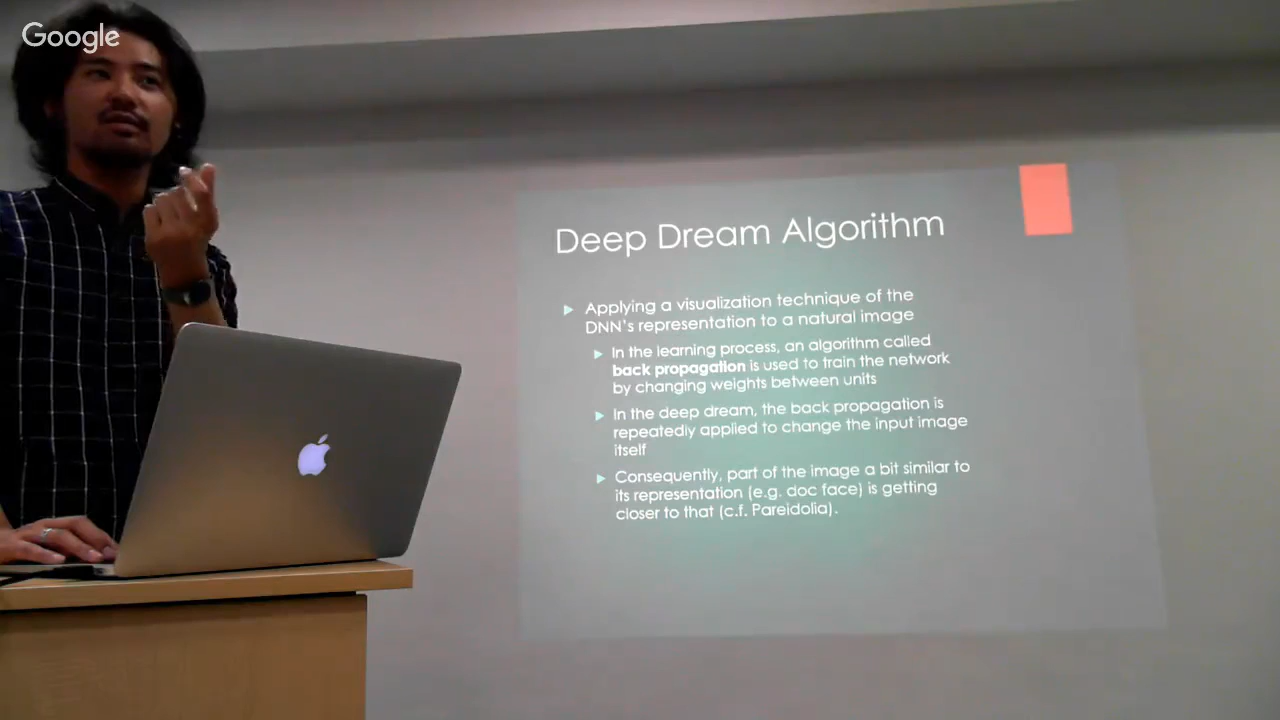 Google
Deep Dream Algorithm
Applying a visualization technique of the
DNN's representation to a natural image
In the learning process, an algorithm called
back propagation is used to train the network
by changing weights between units
In the deep dream, the back propagation is
repeatedly applied to change the input image
itself
Consequently, part of the image a bit similar to
its representation (e.g. doc face) is getting
closer to that (c.f. Pareidolia).